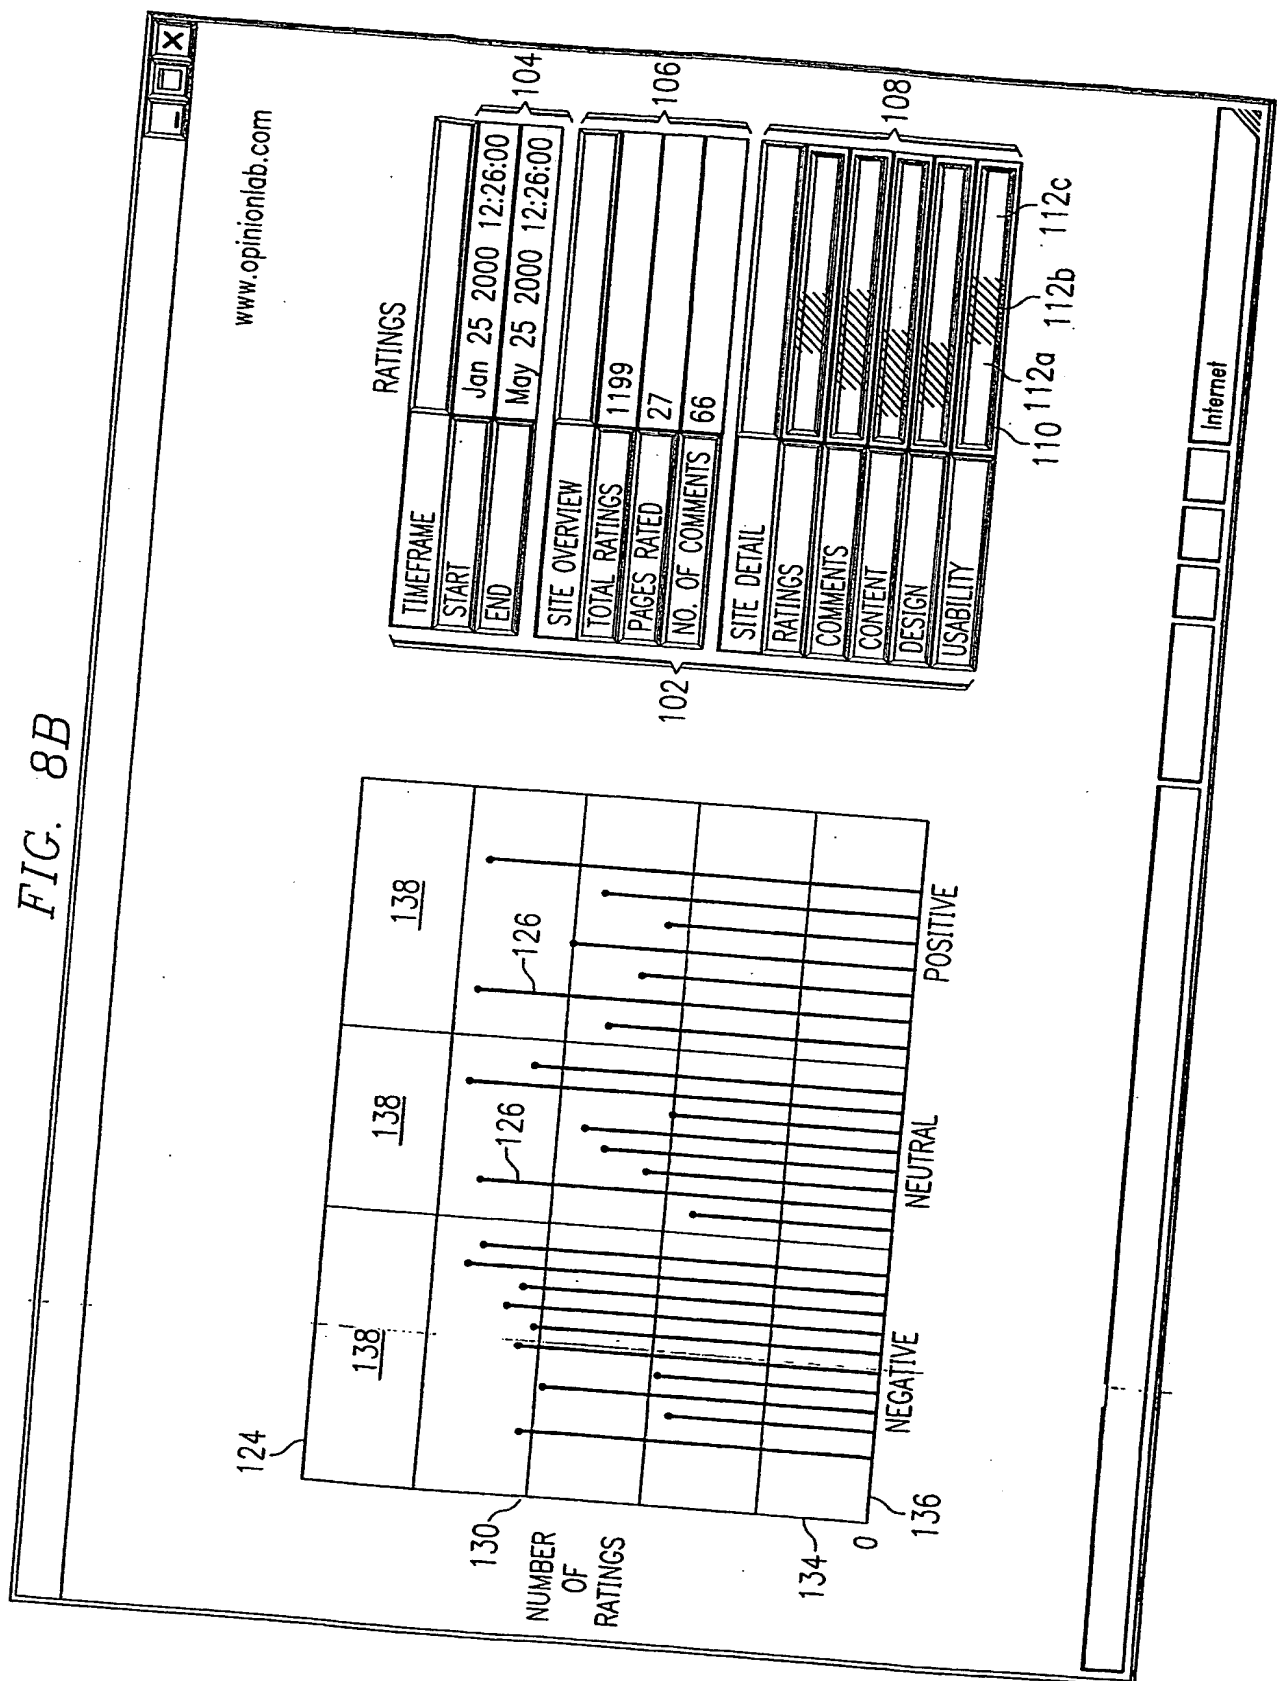 FIG. 8B
www.opinionlab.com
124
138
138
138
126
126
130
NUMBER
OF
RATINGS
134
0
136
NEGATIVE
NEUTRAL
POSITIVE
RATINGS
102
TIMEFRAME
START Jan 25 2000 12:26:00
END May 25 2000 12:26:00
104
SITE OVERVIEW
TOTAL RATINGS 1199
PAGES RATED 27
NO. OF COMMENTS 66
106
SITE DETAIL
RATINGS
COMMENTS
CONTENT
DESIGN
USABILITY
108
110 112a 112b 112c
Internet